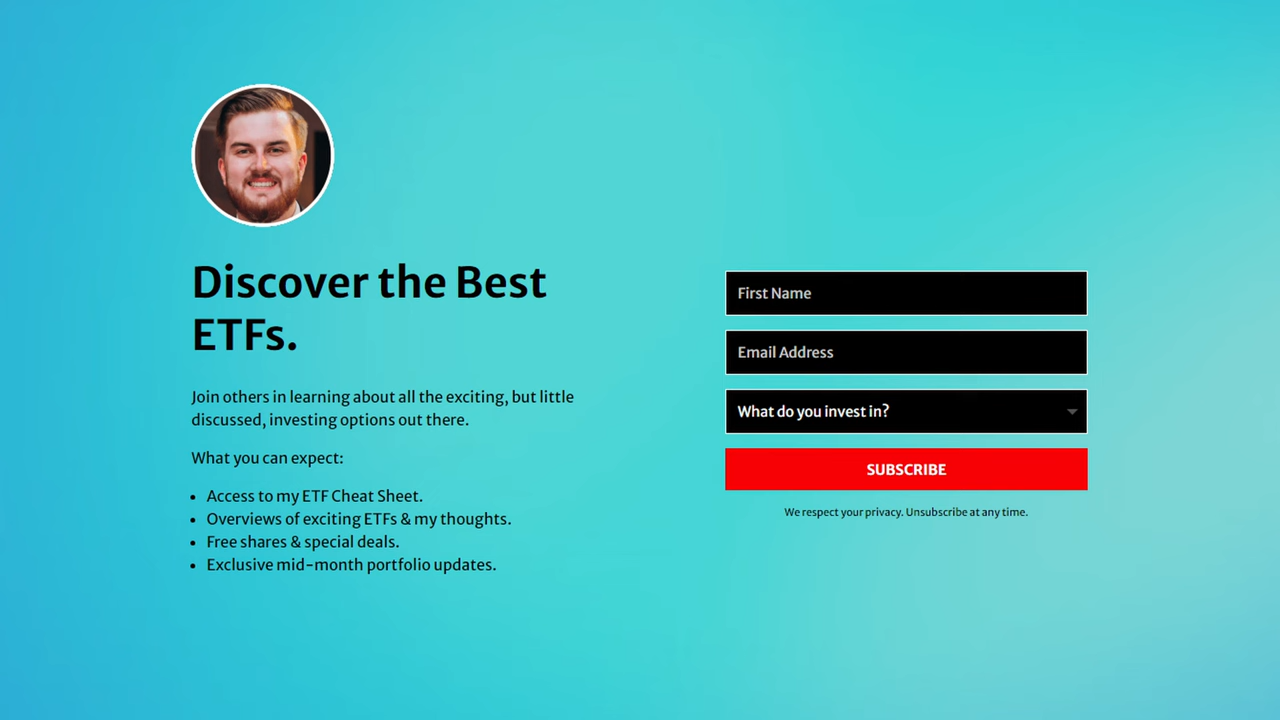 Discover the Best
ETFs.
Join others in learning about all the exciting, but little
discussed, investing options out there.
What you can expect:
• Access to my ETF Cheat Sheet.
• Overviews of exciting ETFs & my thoughts.
• Free shares & special deals.
• Exclusive mid-month portfolio updates.
First Name
Email Address
What do you invest in?
SUBSCRIBE
We respect your privacy. Unsubscribe at any time.